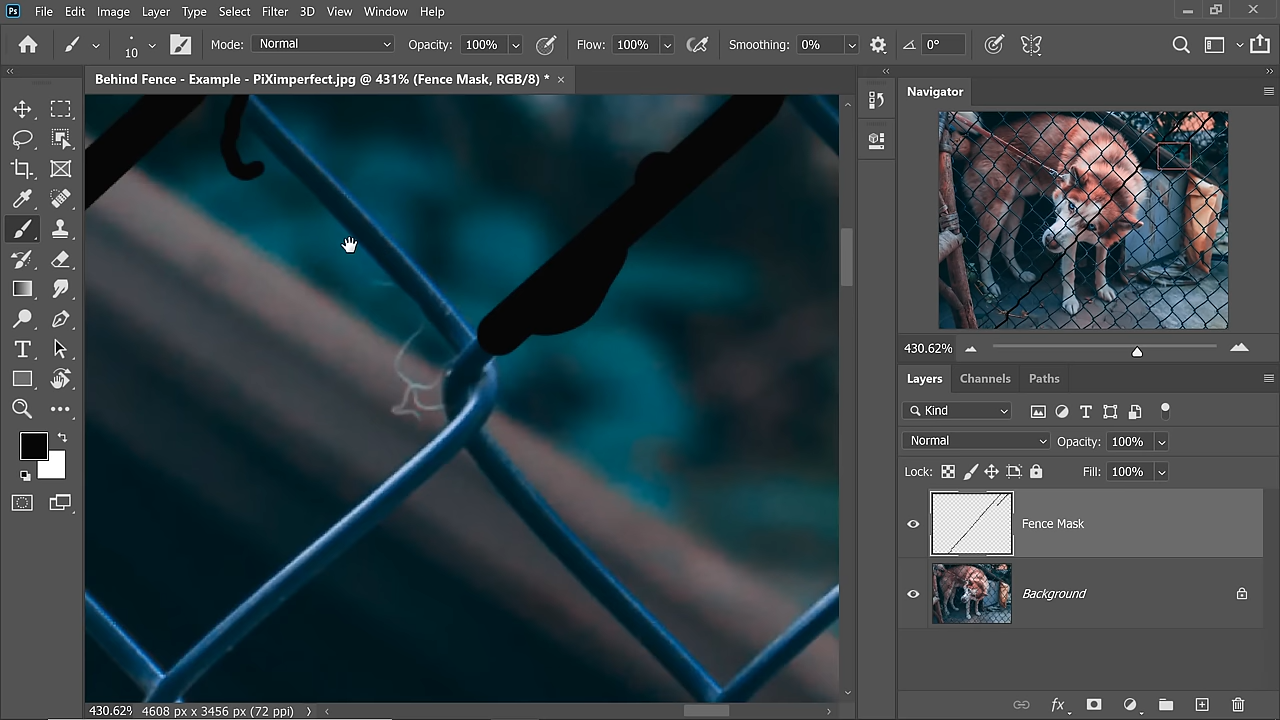 Ps File Edit Image Layer Type Select Filter 3D View Window Help
10 Mode: Normal Opacity: 100% Flow: 100% Smoothing: 0% 0°
Behind Fence - Example - PiXimperfect.jpg @ 431% (Fence Mask, RGB/8) * ×
Navigator
430.62%
Layers Channels Paths
Kind
Normal Opacity: 100%
Lock: Fill: 100%
Fence Mask
Background
fx
430.62% 4608 px x 3456 px (72 ppi)